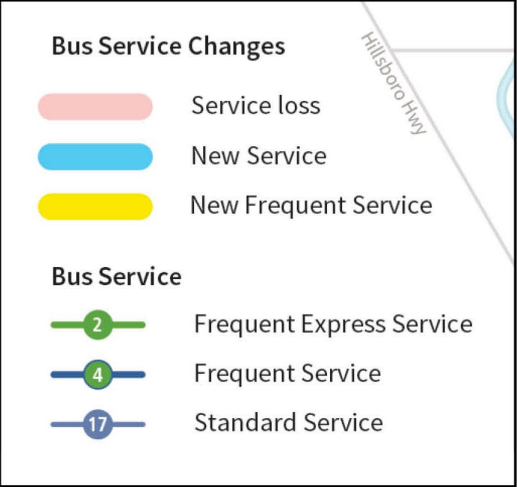 Bus Service Changes
Hillsboro Hwy
Service loss
New Service
New Frequent Service
Bus Service
2 Frequent Express Service
4 Frequent Service
17 Standard Service